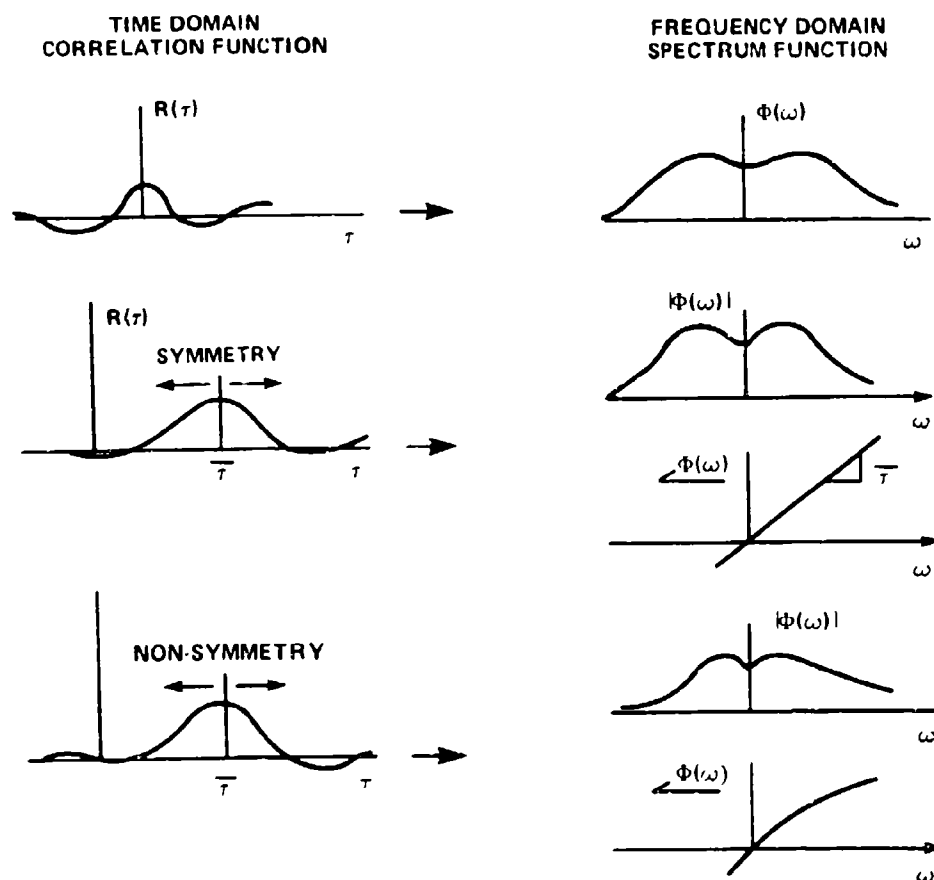 TIME DOMAIN
CORRELATION FUNCTION
FREQUENCY DOMAIN
SPECTRUM FUNCTION
R(τ)
τ
Φ(ω)
ω
R(τ)
SYMMETRY
τ̅
τ
|Φ(ω)|
ω
∠Φ(ω)
τ̅
ω
NON-SYMMETRY
τ̅
τ
|Φ(ω)|
ω
∠Φ(ω)
ω